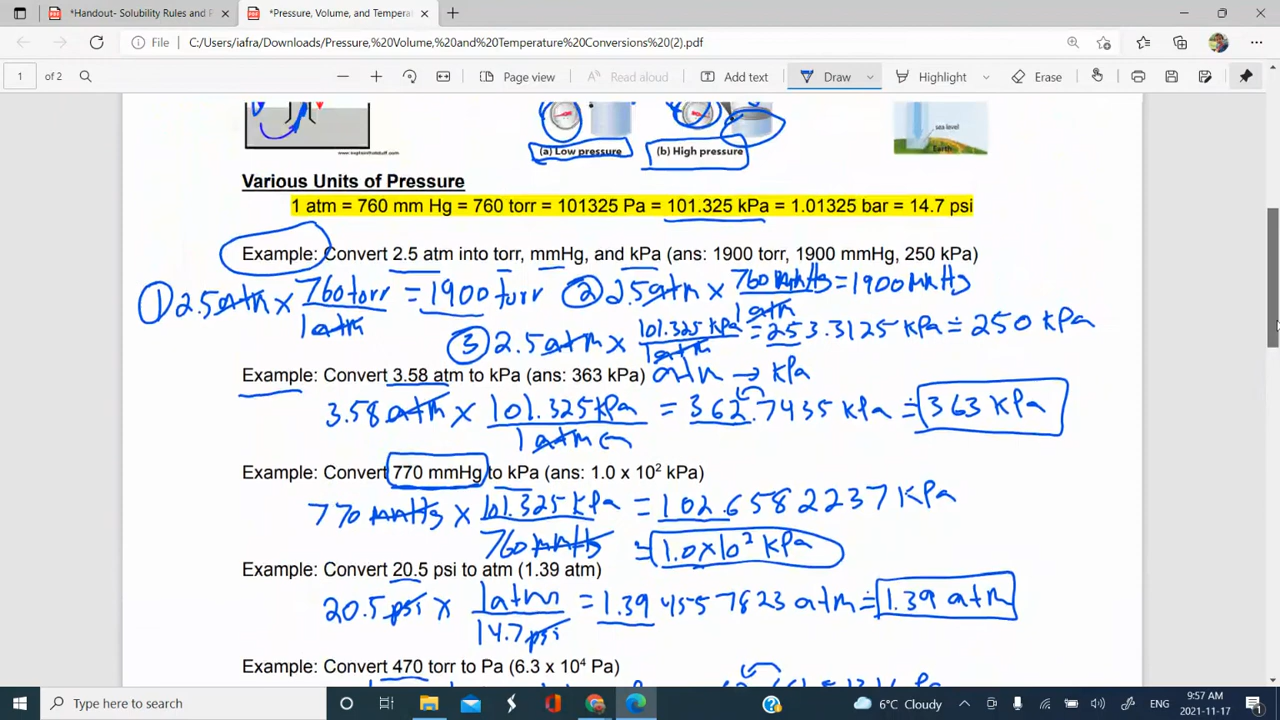 *Handout- Solubility Rules and P
*Pressure, Volume, and Tempera
File C:/Users/iafra/Downloads/Pressure,%20Volume,%20and%20Temperature%20Conversions%20(2).pdf
1 of 2 Page view Read aloud Add text Draw Highlight Erase
sea level
Earth
(a) Low pressure (b) High pressure
Various Units of Pressure
1 atm = 760 mm Hg = 760 torr = 101325 Pa = 101.325 kPa = 1.01325 bar = 14.7 psi
Example: Convert 2.5 atm into torr, mmHg, and kPa (ans: 1900 torr, 1900 mmHg, 250 kPa)
① 2.5 atm × 760 torr / 1 atm = 1900 torr ② 2.5 atm × 760 mmHg / 1 atm = 1900 mmHg
③ 2.5 atm × 101.325 kPa / 1 atm = 253.3125 kPa ≐ 250 kPa
Example: Convert 3.58 atm to kPa (ans: 363 kPa) atm → kPa
3.58 atm × 101.325 kPa / 1 atm = 362.7435 kPa ≐ 363 kPa
Example: Convert 770 mmHg to kPa (ans: 1.0 x 10² kPa)
770 mmHg × 101.325 kPa / 760 mmHg = 102.6582237 kPa
≐ 1.0 × 10² kPa
Example: Convert 20.5 psi to atm (1.39 atm)
20.5 psi × 1 atm / 14.7 psi = 1.394557823 atm ≐ 1.39 atm
Example: Convert 470 torr to Pa (6.3 x 10⁴ Pa)
Type here to search 6°C Cloudy ENG 9:57 AM
2021-11-17